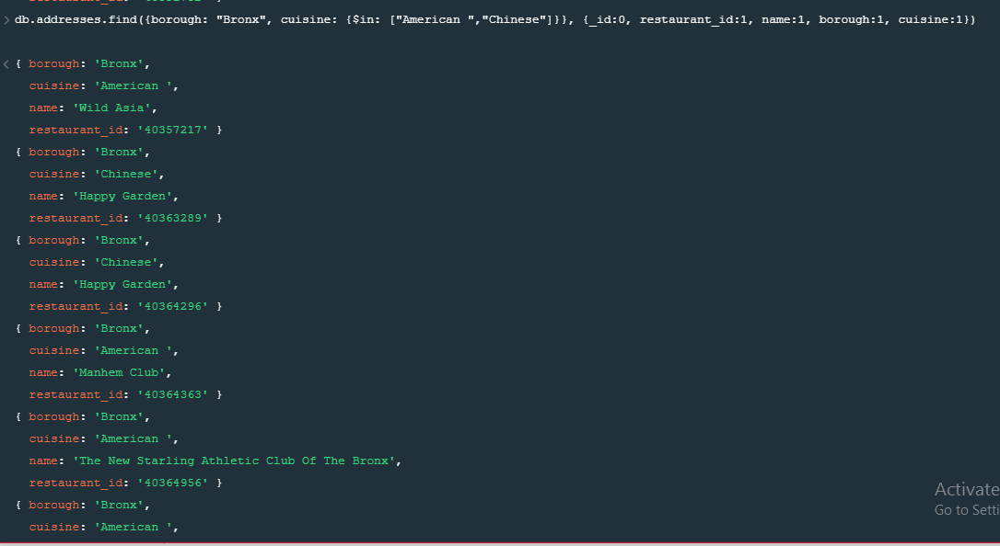 > db.addresses.find({borough: "Bronx", cuisine: {$in: ["American ","Chinese"]}}, {_id:0, restaurant_id:1, name:1, borough:1, cuisine:1})
< { borough: 'Bronx',
cuisine: 'American ',
name: 'Wild Asia',
restaurant_id: '40357217' }
{ borough: 'Bronx',
cuisine: 'Chinese',
name: 'Happy Garden',
restaurant_id: '40363289' }
{ borough: 'Bronx',
cuisine: 'Chinese',
name: 'Happy Garden',
restaurant_id: '40364296' }
{ borough: 'Bronx',
cuisine: 'American ',
name: 'Manhem Club',
restaurant_id: '40364363' }
{ borough: 'Bronx',
cuisine: 'American ',
name: 'The New Starling Athletic Club Of The Bronx',
restaurant_id: '40364956' }
{ borough: 'Bronx',
cuisine: 'American ',
Activate
Go to Setti